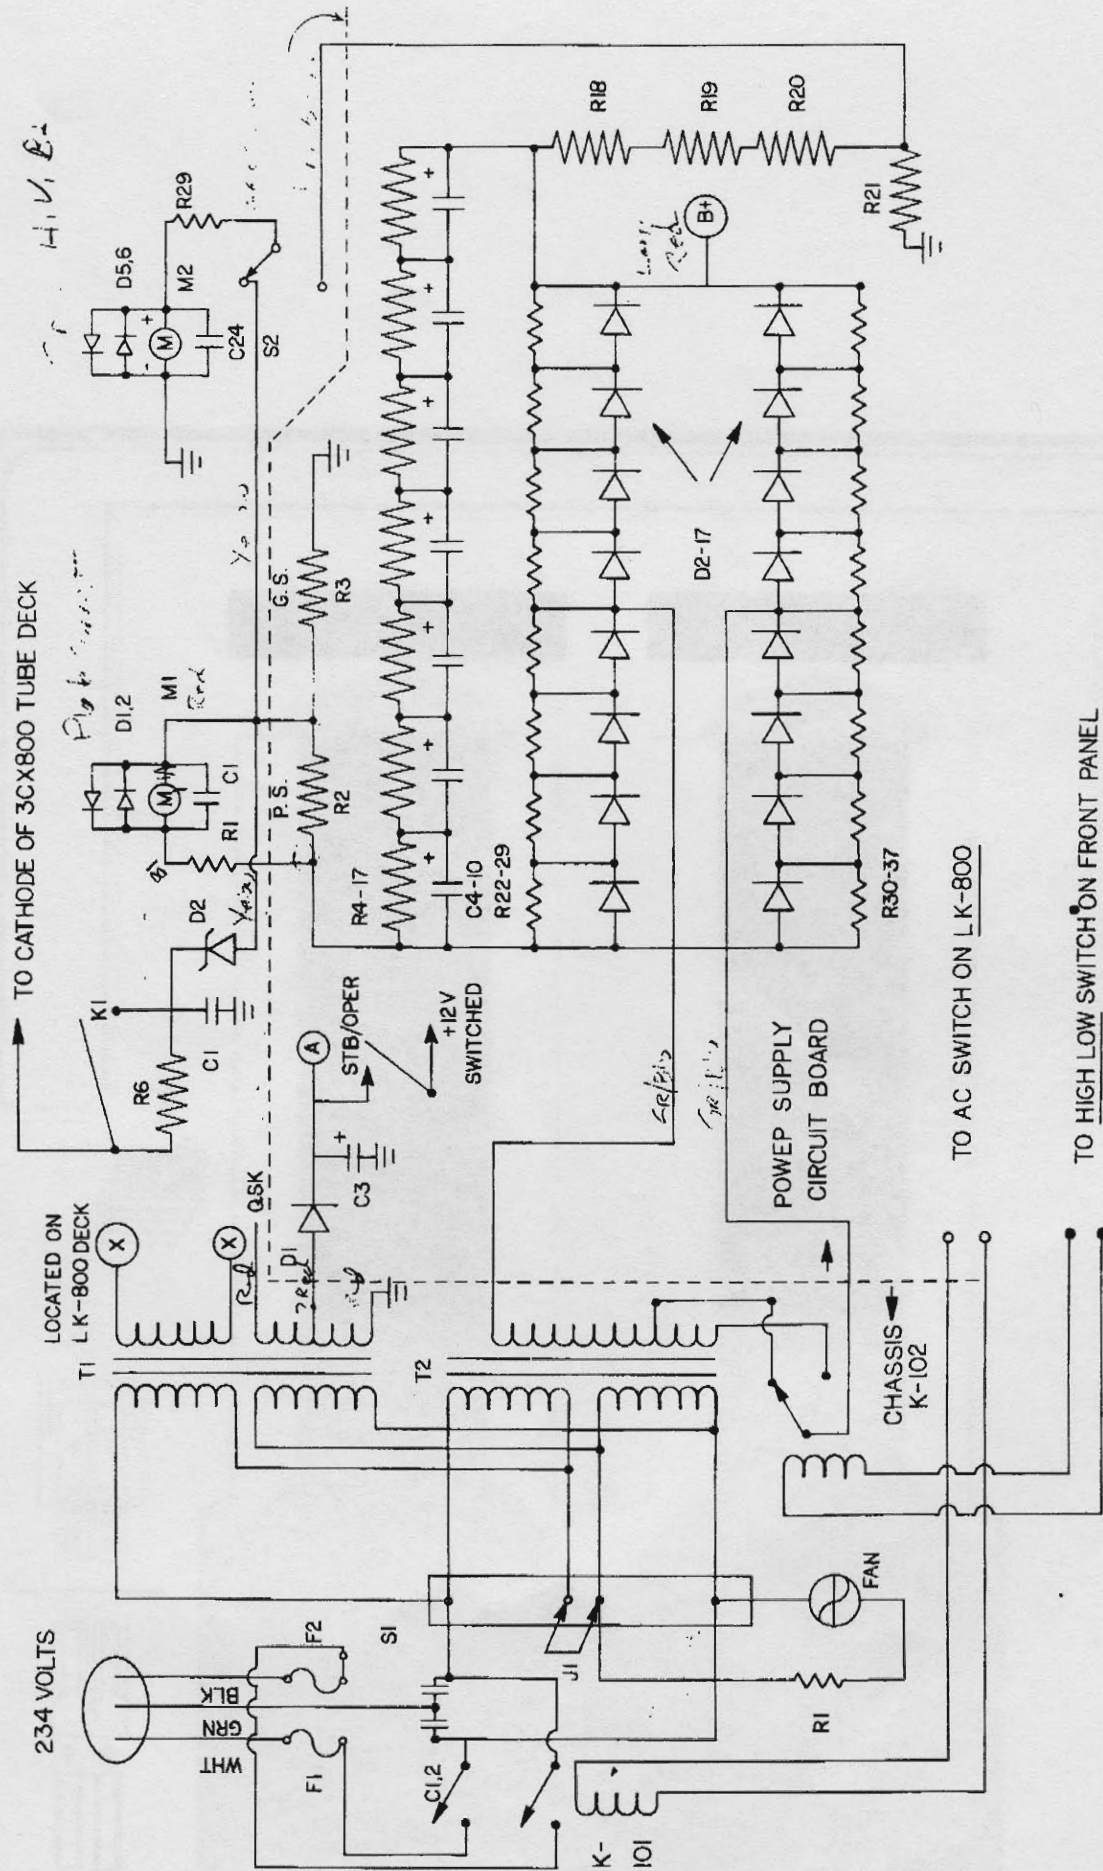 234 VOLTS
WHT
GRN
BLK
F1
F2
C1,2
K-
101
S1
J1
R1
FAN
T1
LOCATED ON
LK-800 DECK
X
X
QSK
Red
Red
D1
T2
CHASSIS
K-102
C3
A
STB/OPER
+12V
SWITCHED
POWEP SUPPLY
CIRCUIT BOARD
TO AC SWITCH ON LK-800
TO HIGH LOW SWITCH ON FRONT PANEL
TO CATHODE OF 3CX800 TUBE DECK
K1
R6
C1
D2
R1
C1
M
D1,2
M1
Red
P.S.
R2
G.S.
R3
H.V.
D5,6
M2
+
-
M
C24
S2
R29
R4-17
C4-10
R22-29
+
+
+
+
+
+
+
+
D2-17
R30-37
B+
Red
R18
R19
R20
R21